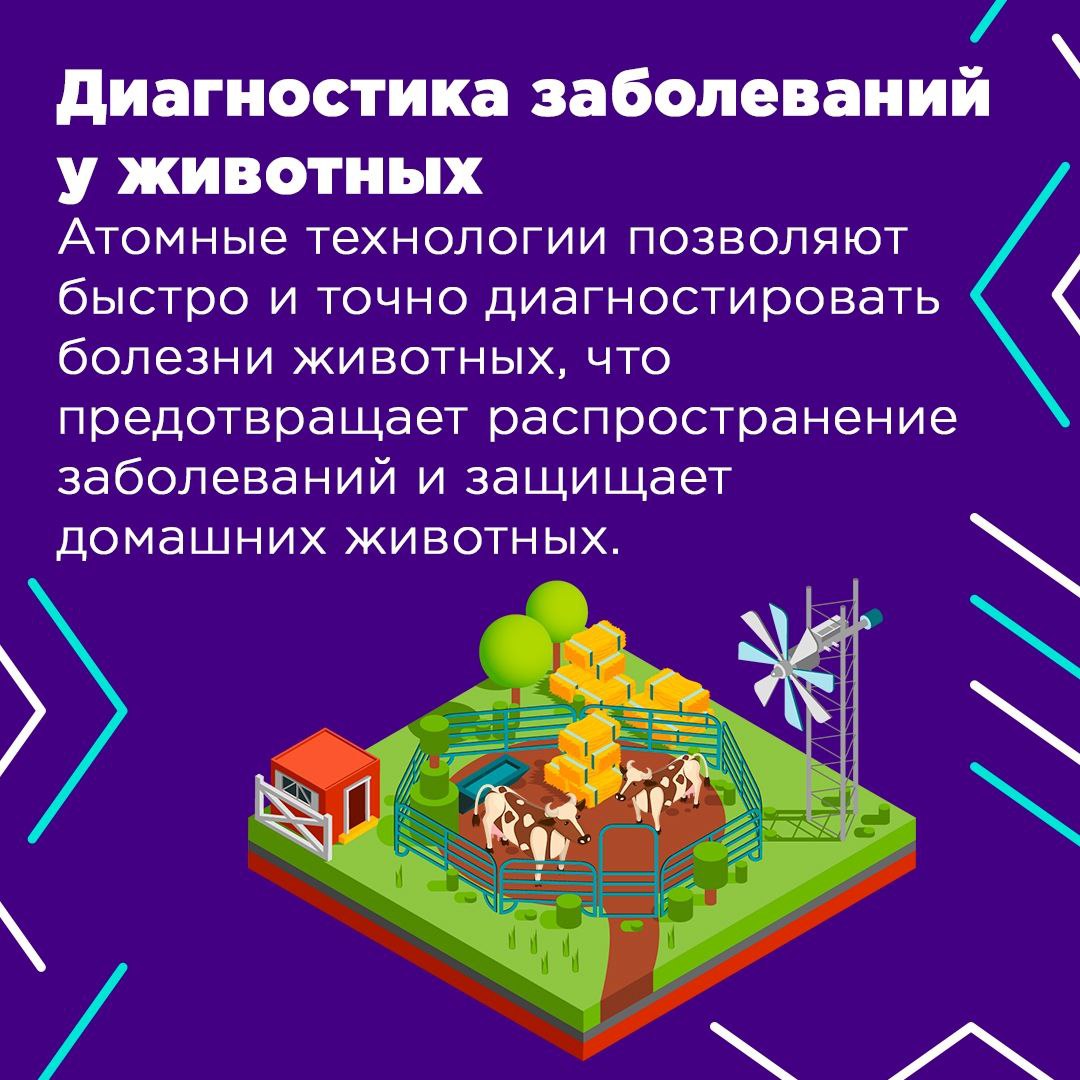 Диагностика заболеваний
у животных
Атомные технологии позволяют
быстро и точно диагностировать
болезни животных, что
предотвращает распространение
заболеваний и защищает
домашних животных.